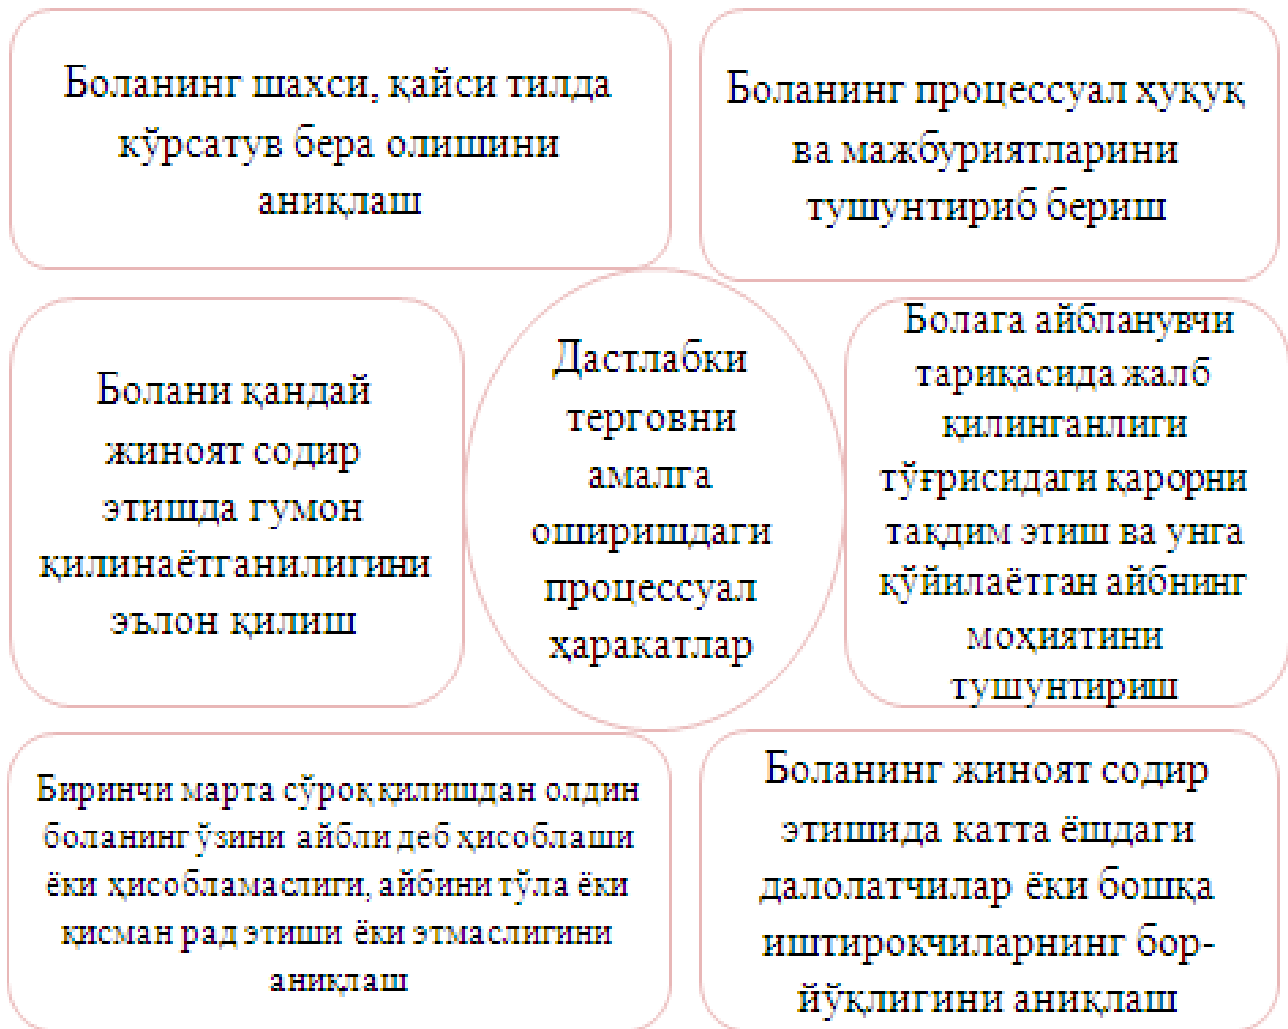 Боланинг шахси, қайси тилда
кўрсатув бера олишини
аниқлаш
Боланинг процессуал ҳуқуқ
ва мажбуриятларини
тушунтириб бериш
Болани қандай
жиноят содир
этишда гумон
қилинаётганилигини
эълон қилиш
Дастлабки
терговни
амалга
оширишдаги
процессуал
ҳаракатлар
Болага айбланувчи
тариқасида жалб
қилинганлиги
тўғрисидаги қарорни
тақдим этиш ва унга
қўйилаётган айбнинг
моҳиятини
тушунтириш
Биринчи марта сўроқ қилишдан олдин
боланинг ўзини айбли деб ҳисоблаши
ёки ҳисобламаслиги, айбини тўла ёки
қисман рад этиши ёки этмаслигини
аниқлаш
Боланинг жиноят содир
этишида катта ёшдаги
далолатчилар ёки бошқа
иштирокчиларнинг бор-
йўқлигини аниқлаш